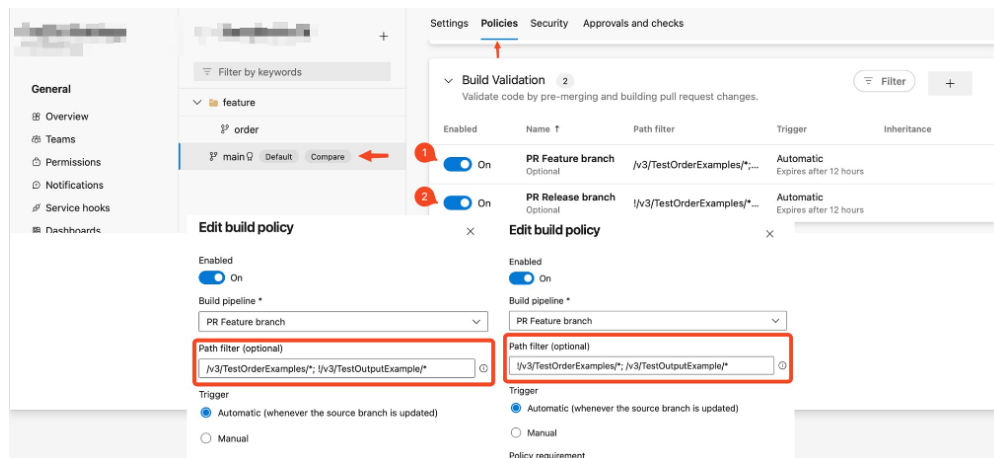 Settings Policies Security Approvals and checks
+
Filter by keywords
General
feature
Overview
order
Teams
main Default Compare
Permissions
Notifications
Service hooks
Dashboards
Build Validation 2
Filter
+
Validate code by pre-merging and building pull request changes.
Enabled Name ↑ Path filter Trigger Inheritance
1
On PR Feature branch /v3/TestOrderExamples/*;... Automatic
Optional Expires after 12 hours
2
On PR Release branch !/v3/TestOrderExamples/*... Automatic
Optional Expires after 12 hours
Edit build policy
Enabled
On
Build pipeline *
PR Feature branch
Path filter (optional)
/v3/TestOrderExamples/*; !/v3/TestOutputExample/*
Trigger
Automatic (whenever the source branch is updated)
Manual
Edit build policy
Enabled
On
Build pipeline *
PR Feature branch
Path filter (optional)
!/v3/TestOrderExamples/*; /v3/TestOutputExample/*
Trigger
Automatic (whenever the source branch is updated)
Manual
Policy requirement